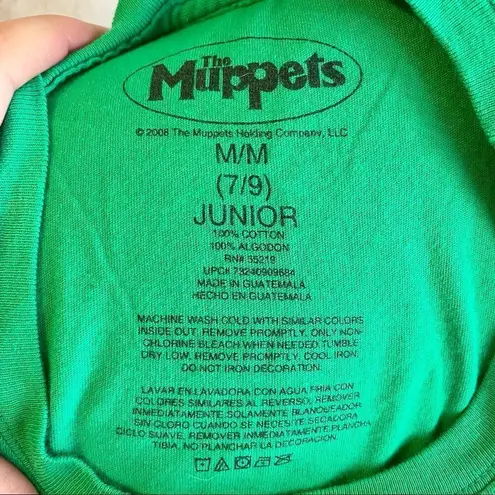 The
Muppets
© 2008 The Muppets Holding Company, LLC
M/M
(7/9)
JUNIOR
100% COTTON
100% ALGODON
RN# 55219
UPC# 73240909684
MADE IN GUATEMALA
HECHO EN GUATEMALA
MACHINE WASH COLD WITH SIMILAR COLORS
INSIDE OUT, REMOVE PROMPTLY. ONLY NON-
CHLORINE BLEACH WHEN NEEDED. TUMBLE
DRY LOW, REMOVE PROMPTLY. COOL IRON.
DO NOT IRON DECORATION.
LAVAR EN LAVADORA CON AGUA FRIA CON
COLORES SIMILARES AL REVERSO, REMOVER
INMEDIATAMENTE. SOLAMENTE BLANQUEADOR
SIN CLORO CUANDO SE NECESITE. SECADORA
CICLO SUAVE, REMOVER INMEDIATAMENTE. PLANCHA
TIBIA. NO PLANCHAR LA DECORACION.